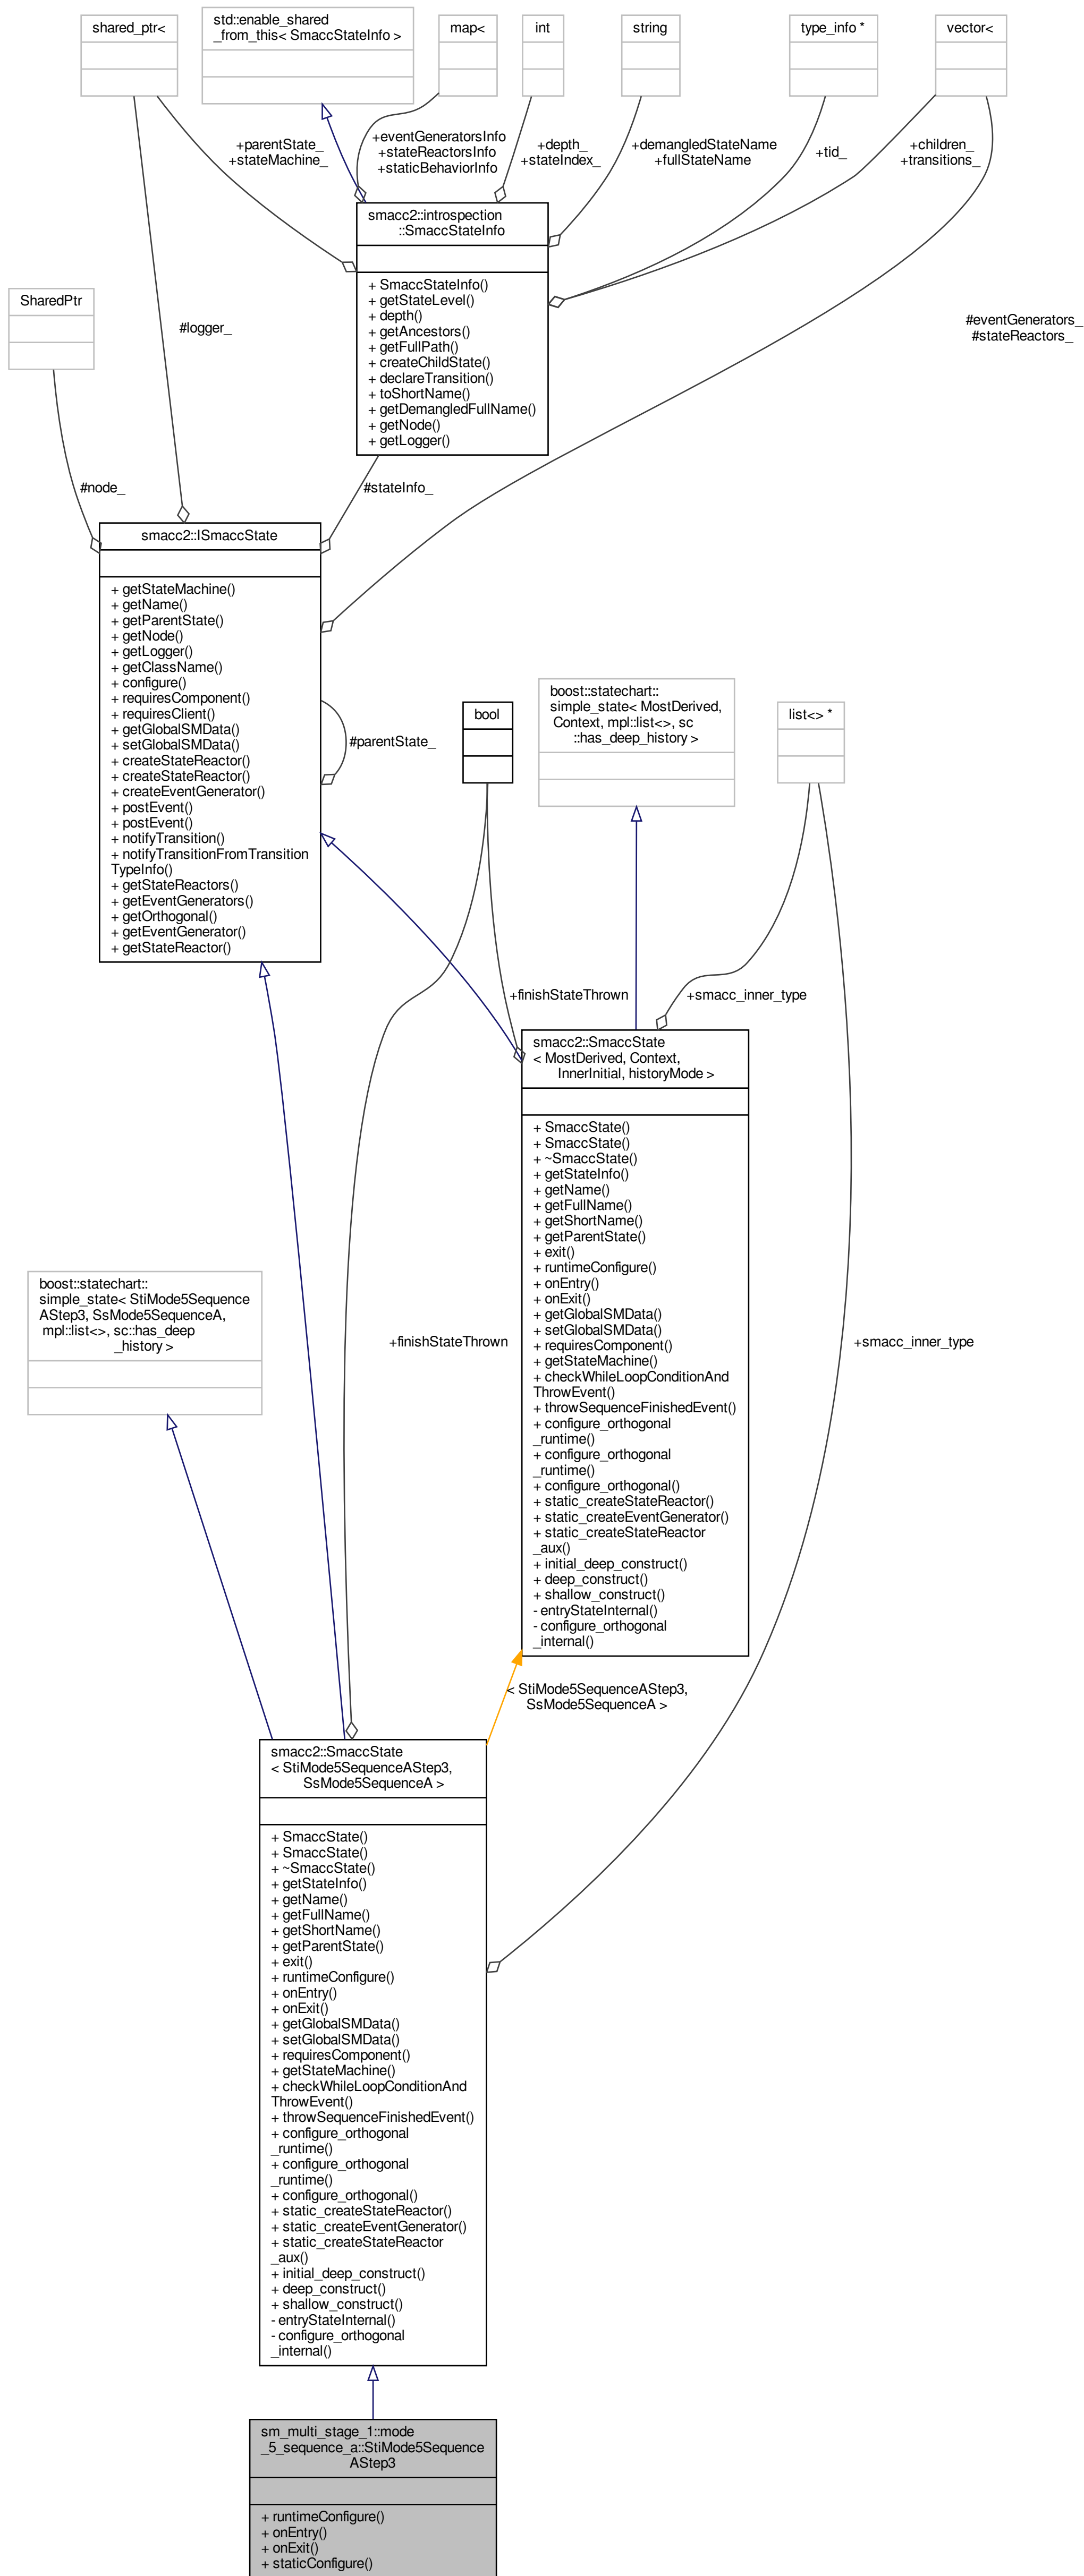 shared_ptr<
std::enable_shared
_from_this< SmaccStateInfo >
map<
int
string
type_info *
vector<
+parentState_
+stateMachine_
+eventGeneratorsInfo
+stateReactorsInfo
+staticBehaviorInfo
+depth_
+stateIndex_
+demangledStateName
+fullStateName
+tid_
+children_
+transitions_
smacc2::introspection
::SmaccStateInfo
+ SmaccStateInfo()
+ getStateLevel()
+ depth()
+ getAncestors()
+ getFullPath()
+ createChildState()
+ declareTransition()
+ toShortName()
+ getDemangledFullName()
+ getNode()
+ getLogger()
SharedPtr
#logger_
#eventGenerators_
#stateReactors_
#node_
#stateInfo_
smacc2::ISmaccState
+ getStateMachine()
+ getName()
+ getParentState()
+ getNode()
+ getLogger()
+ getClassName()
+ configure()
+ requiresComponent()
+ requiresClient()
+ getGlobalSMData()
+ setGlobalSMData()
+ createStateReactor()
+ createStateReactor()
+ createEventGenerator()
+ postEvent()
+ postEvent()
+ notifyTransition()
+ notifyTransitionFromTransition
TypeInfo()
+ getStateReactors()
+ getEventGenerators()
+ getOrthogonal()
+ getEventGenerator()
+ getStateReactor()
#parentState_
bool
boost::statechart::
simple_state< MostDerived,
Context, mpl::list<>, sc
::has_deep_history >
list<> *
+finishStateThrown
+smacc_inner_type
smacc2::SmaccState
< MostDerived, Context,
InnerInitial, historyMode >
+ SmaccState()
+ SmaccState()
+ ~SmaccState()
+ getStateInfo()
+ getName()
+ getFullName()
+ getShortName()
+ getParentState()
+ exit()
+ runtimeConfigure()
+ onEntry()
+ onExit()
+ getGlobalSMData()
+ setGlobalSMData()
+ requiresComponent()
+ getStateMachine()
+ checkWhileLoopConditionAnd
ThrowEvent()
+ throwSequenceFinishedEvent()
+ configure_orthogonal
_runtime()
+ configure_orthogonal
_runtime()
+ configure_orthogonal()
+ static_createStateReactor()
+ static_createEventGenerator()
+ static_createStateReactor
_aux()
+ initial_deep_construct()
+ deep_construct()
+ shallow_construct()
- entryStateInternal()
- configure_orthogonal
_internal()
boost::statechart::
simple_state< StiMode5Sequence
AStep3, SsMode5SequenceA,
mpl::list<>, sc::has_deep
_history >
+finishStateThrown
+smacc_inner_type
< StiMode5SequenceAStep3,
SsMode5SequenceA >
smacc2::SmaccState
< StiMode5SequenceAStep3,
SsMode5SequenceA >
+ SmaccState()
+ SmaccState()
+ ~SmaccState()
+ getStateInfo()
+ getName()
+ getFullName()
+ getShortName()
+ getParentState()
+ exit()
+ runtimeConfigure()
+ onEntry()
+ onExit()
+ getGlobalSMData()
+ setGlobalSMData()
+ requiresComponent()
+ getStateMachine()
+ checkWhileLoopConditionAnd
ThrowEvent()
+ throwSequenceFinishedEvent()
+ configure_orthogonal
_runtime()
+ configure_orthogonal
_runtime()
+ configure_orthogonal()
+ static_createStateReactor()
+ static_createEventGenerator()
+ static_createStateReactor
_aux()
+ initial_deep_construct()
+ deep_construct()
+ shallow_construct()
- entryStateInternal()
- configure_orthogonal
_internal()
sm_multi_stage_1::mode
_5_sequence_a::StiMode5Sequence
AStep3
+ runtimeConfigure()
+ onEntry()
+ onExit()
+ staticConfigure()